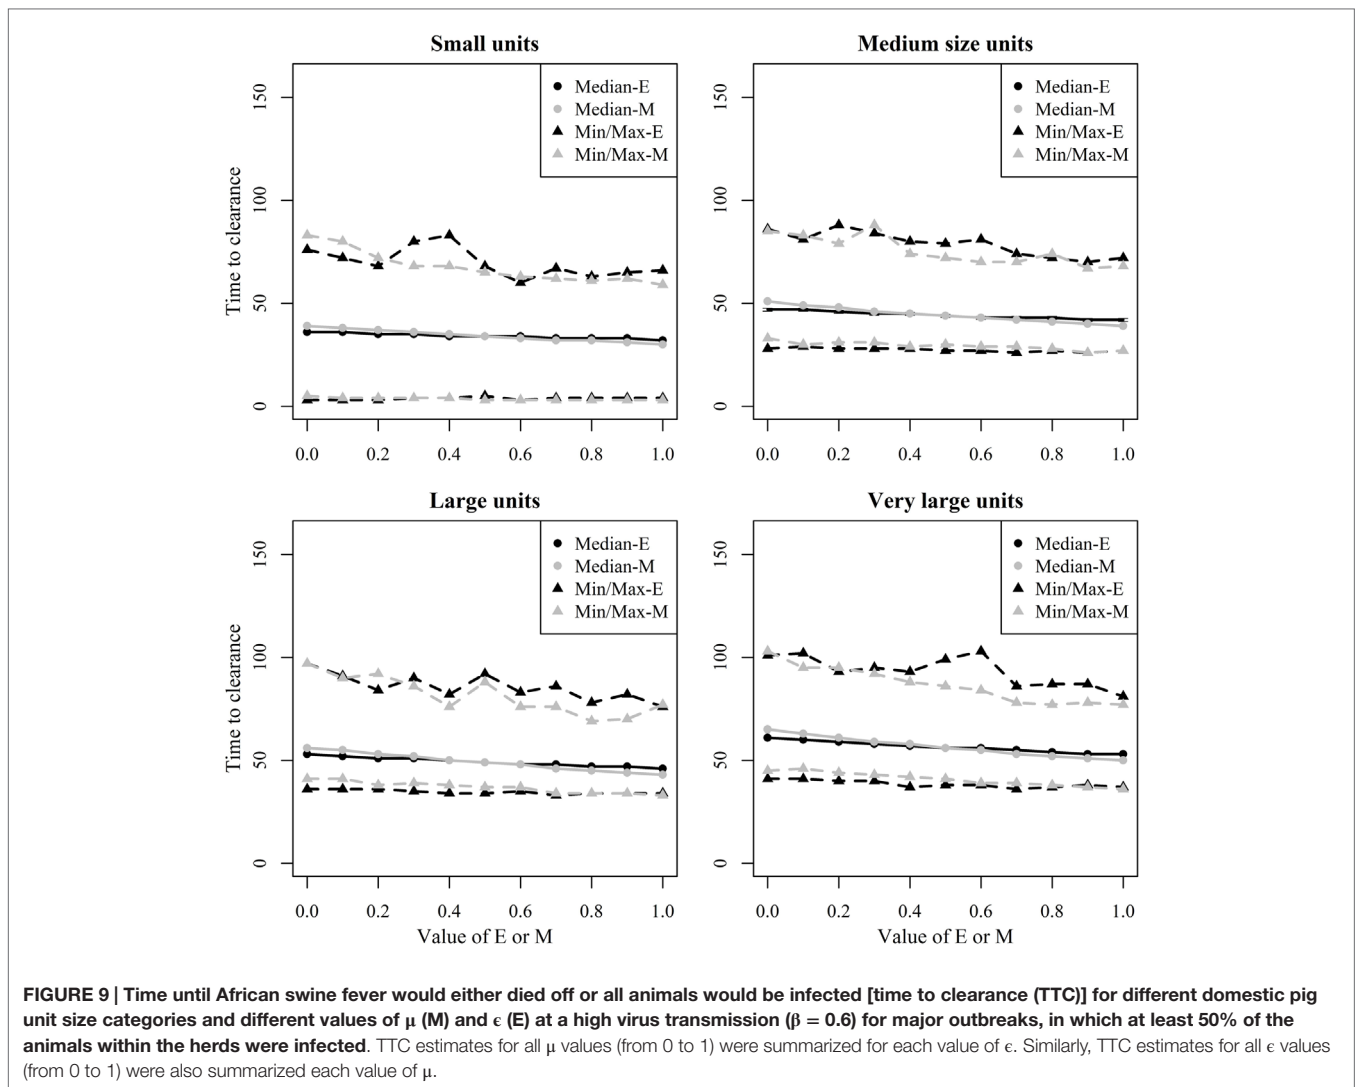 Small units
Median-E
Median-M
Min/Max-E
Min/Max-M
Time to clearance
150
100
50
0
0.0 0.2 0.4 0.6 0.8 1.0
Medium size units
Median-E
Median-M
Min/Max-E
Min/Max-M
150
100
50
0
0.0 0.2 0.4 0.6 0.8 1.0
Large units
Median-E
Median-M
Min/Max-E
Min/Max-M
Time to clearance
150
100
50
0
0.0 0.2 0.4 0.6 0.8 1.0
Value of E or M
Very large units
Median-E
Median-M
Min/Max-E
Min/Max-M
150
100
50
0
0.0 0.2 0.4 0.6 0.8 1.0
Value of E or M
FIGURE 9 | Time until African swine fever would either died off or all animals would be infected [time to clearance (TTC)] for different domestic pig
unit size categories and different values of μ (M) and ϵ (E) at a high virus transmission (β = 0.6) for major outbreaks, in which at least 50% of the
animals within the herds were infected. TTC estimates for all μ values (from 0 to 1) were summarized for each value of ϵ. Similarly, TTC estimates for all ϵ values
(from 0 to 1) were also summarized each value of μ.